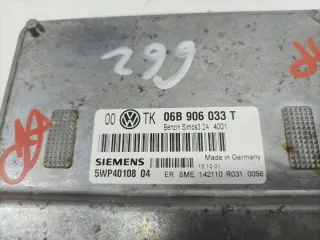 662
00 TK 06B 906 033 T
Benzin Simos3.2A 4001
SIEMENS Made in Germany
15.10.01
5WP40108 04 ER SME 142110 R031 0056